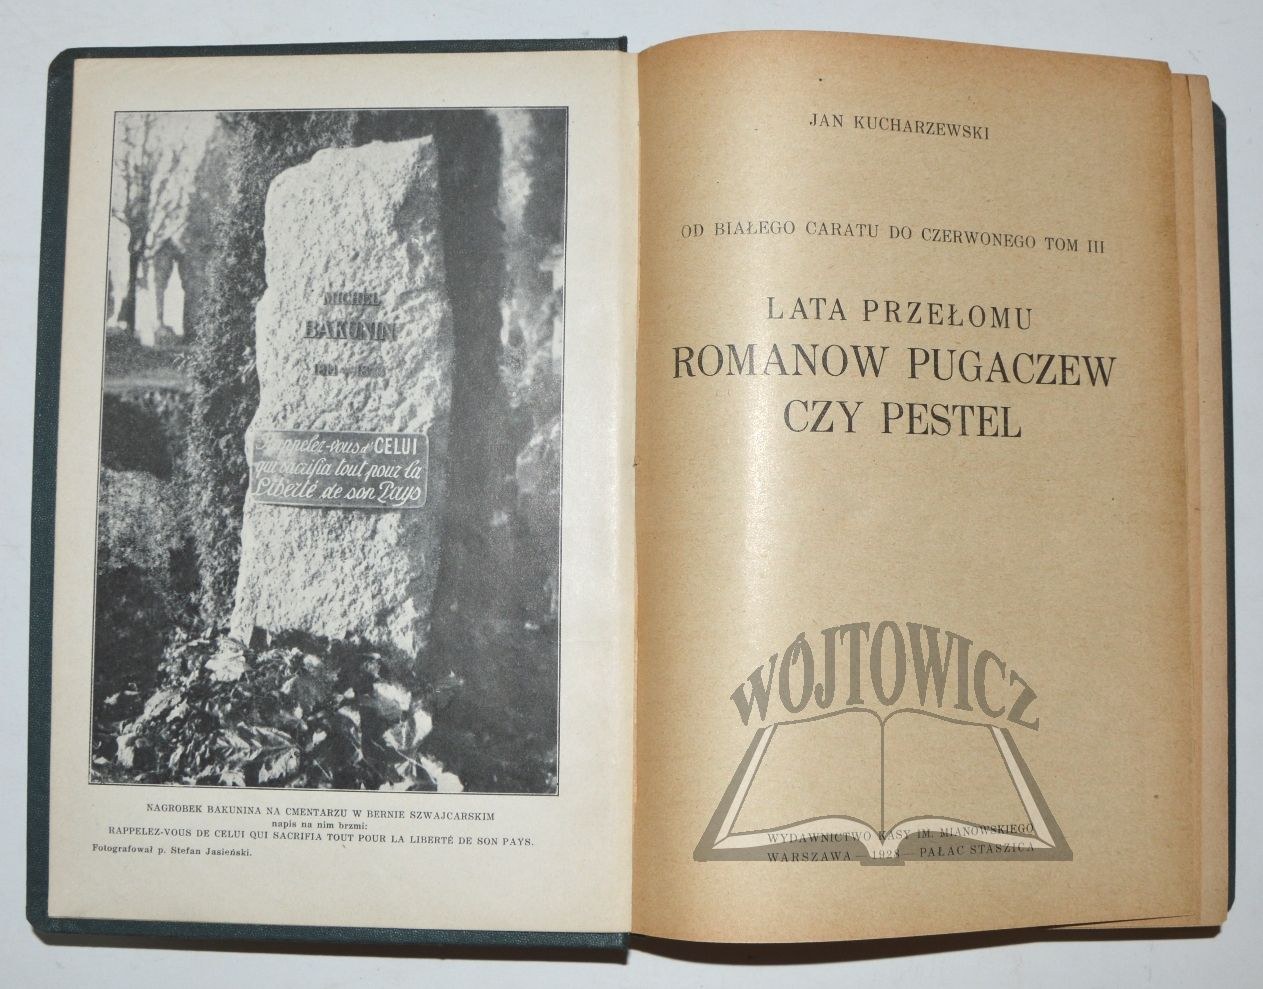 MICHEL
BAKUNIN
Rappelez-vous d'CELUI
qui sacrifia tout pour la
Liberté de son Pays
NAGROBEK BAKUNINA NA CMENTARZU W BERNIE SZWAJCARSKIM
napis na nim brzmi:
RAPPELEZ-VOUS DE CELUI QUI SACRIFIA TOUT POUR LA LIBERTÉ DE SON PAYS.
Fotografował p. Stefan Jasieński.
JAN KUCHARZEWSKI
OD BIAŁEGO CARATU DO CZERWONEGO TOM III
LATA PRZEŁOMU
ROMANOW PUGACZEW
CZY PESTEL
WÓJTOWICZ
WYDAWNICTWO KASY IM. MIANOWSKIEGO
WARSZAWA — 1928 — PAŁAC STASZICA